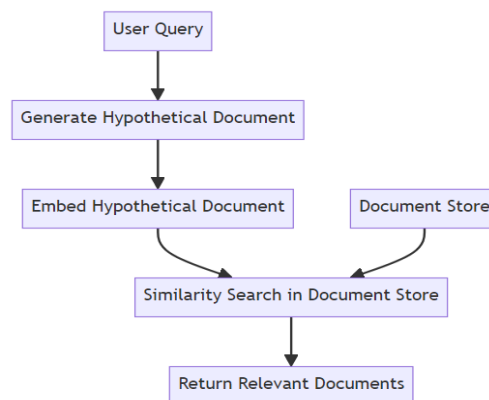 User Query
Generate Hypothetical Document
Embed Hypothetical Document
Document Store
Similarity Search in Document Store
Return Relevant Documents